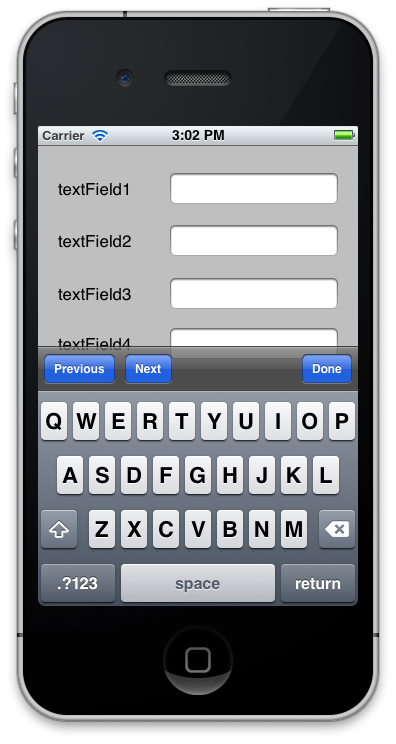 Carrier 3:02 PM
textField1
textField2
textField3
textField4
Previous Next Done
Q W E R T Y U I O P
A S D F G H J K L
Z X C V B N M
.?123 space return